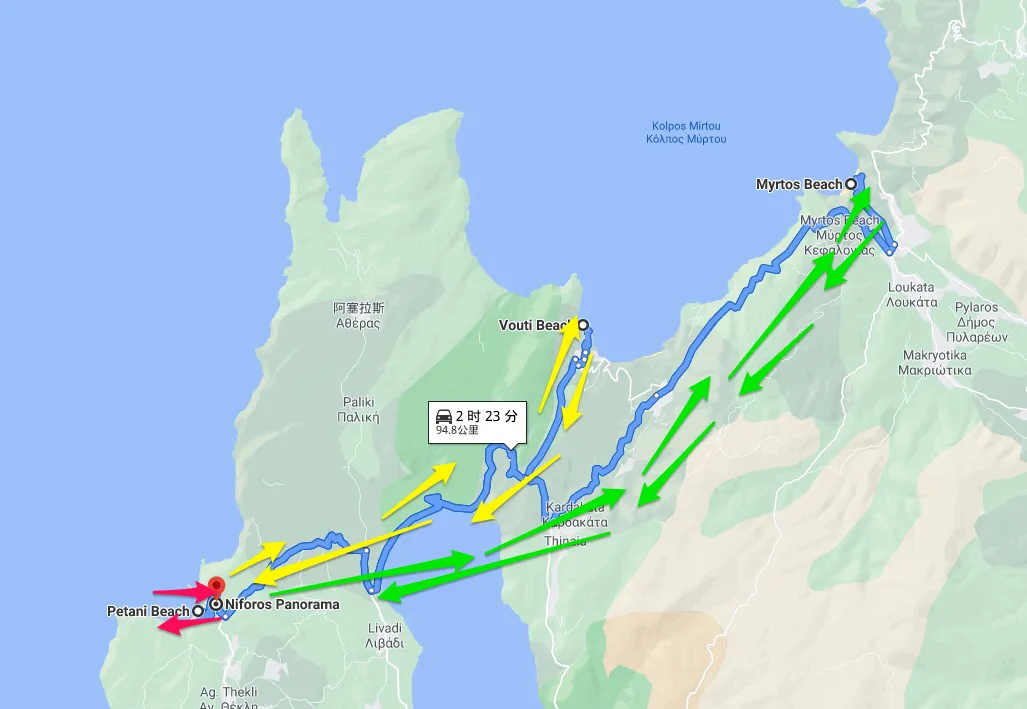 Kolpos Mirtou
Κόλπος Μύρτου
Myrtos Beach
Myrtos Beach
Μύρτος
Κεφαλονιάς
Loukata
Λουκάτα
Pylaros
Δήμος
Πυλαρέων
Makryotika
Μακριώτικα
阿塞拉斯
Αθέρας
Vouti Beach
Paliki
Παλική
2 时 23 分
94.8公里
Kardakata
Καρδακάτα
Thinaia
Petani Beach
Niforos Panorama
Livadi
Λιβάδι
Ag. Thekli
Αγ. Θέκλη